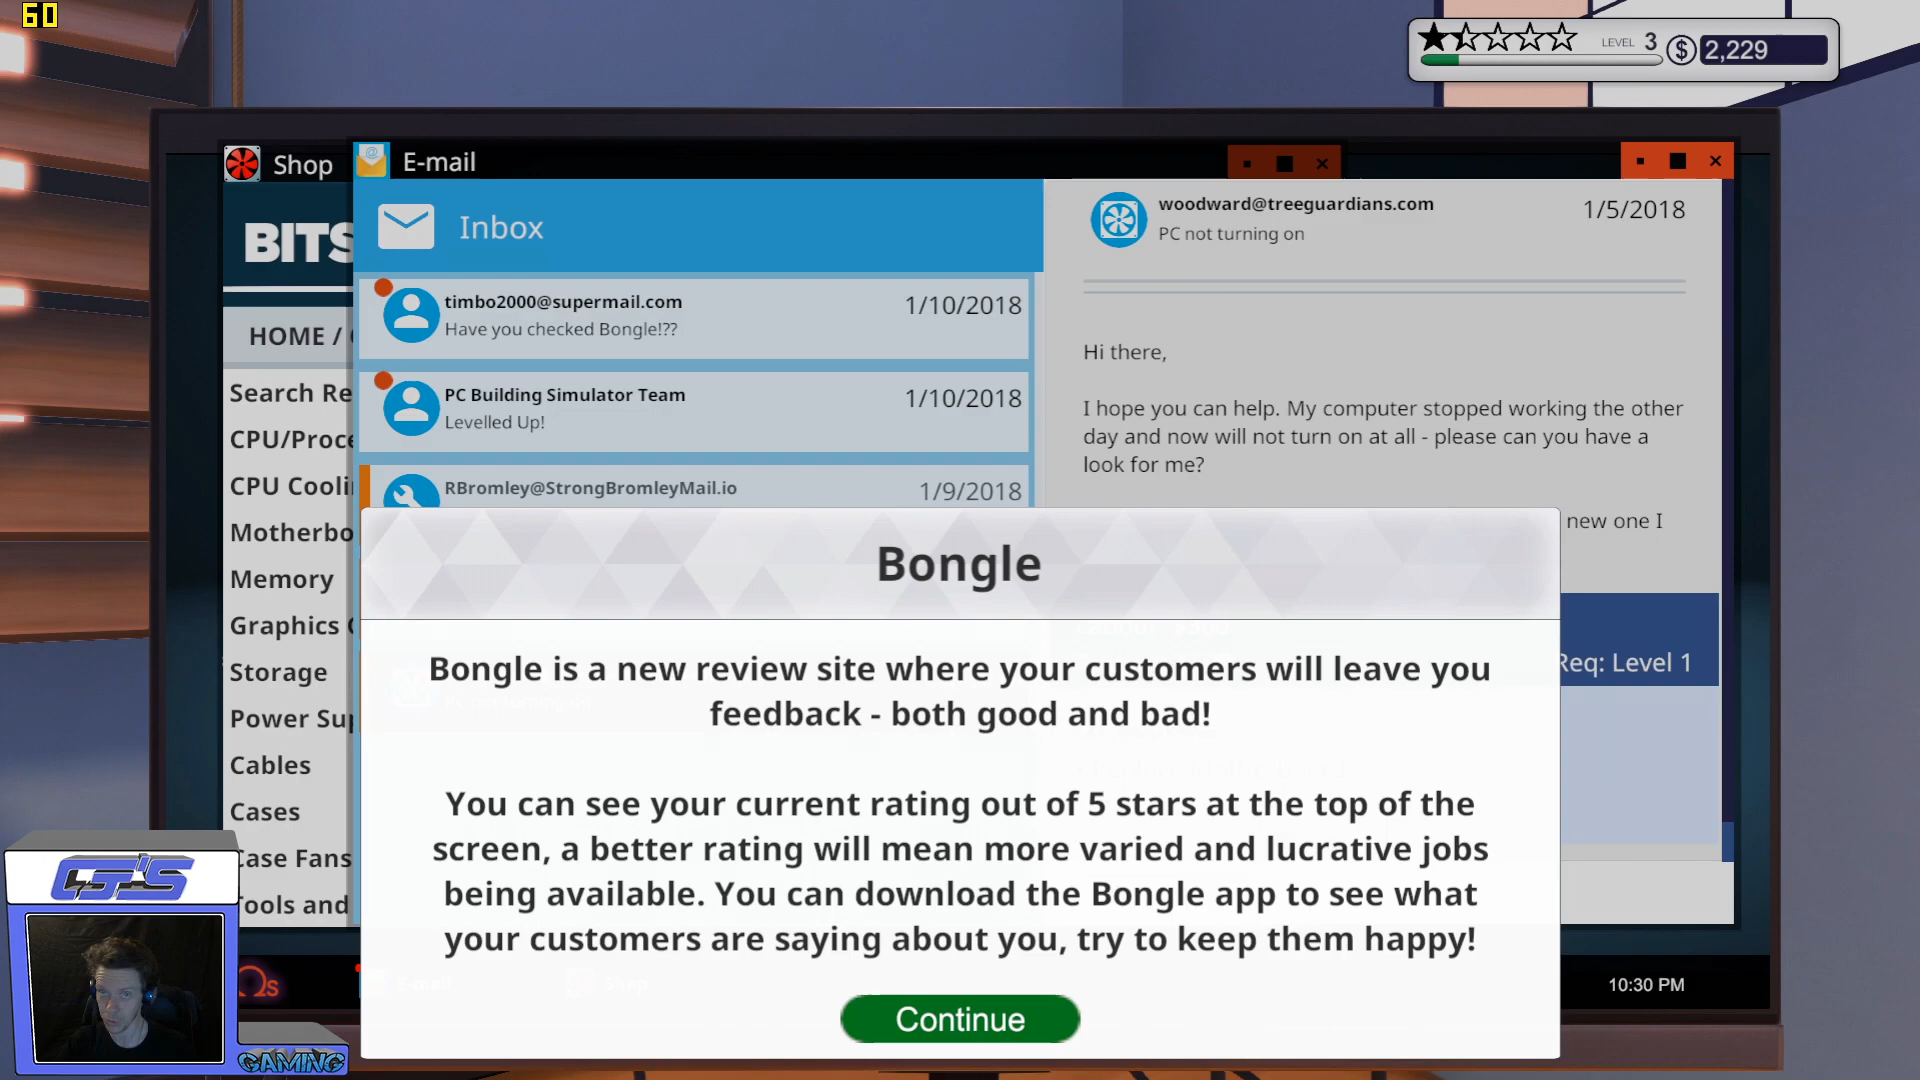 60
LEVEL 3
$ 2,229
Shop
E-mail
BITS
Inbox
woodward@treeguardians.com
1/5/2018
PC not turning on
timbo2000@supermail.com
1/10/2018
Have you checked Bongle!??
PC Building Simulator Team
1/10/2018
Levelled Up!
RBromley@StrongBromleyMail.io
1/9/2018
HOME /
Search Re
CPU/Proce
CPU Cooli
Motherbo
Memory
Graphics
Storage
Power Sup
Cables
Cases
Case Fans
Tools and
Hi there,
I hope you can help. My computer stopped working the other
day and now will not turn on at all - please can you have a
look for me?
new one I
Req: Level 1
Bongle
Bongle is a new review site where your customers will leave you
feedback - both good and bad!
You can see your current rating out of 5 stars at the top of the
screen, a better rating will mean more varied and lucrative jobs
being available. You can download the Bongle app to see what
your customers are saying about you, try to keep them happy!
Continue
E-mail
Shop
10:30 PM
GAMING